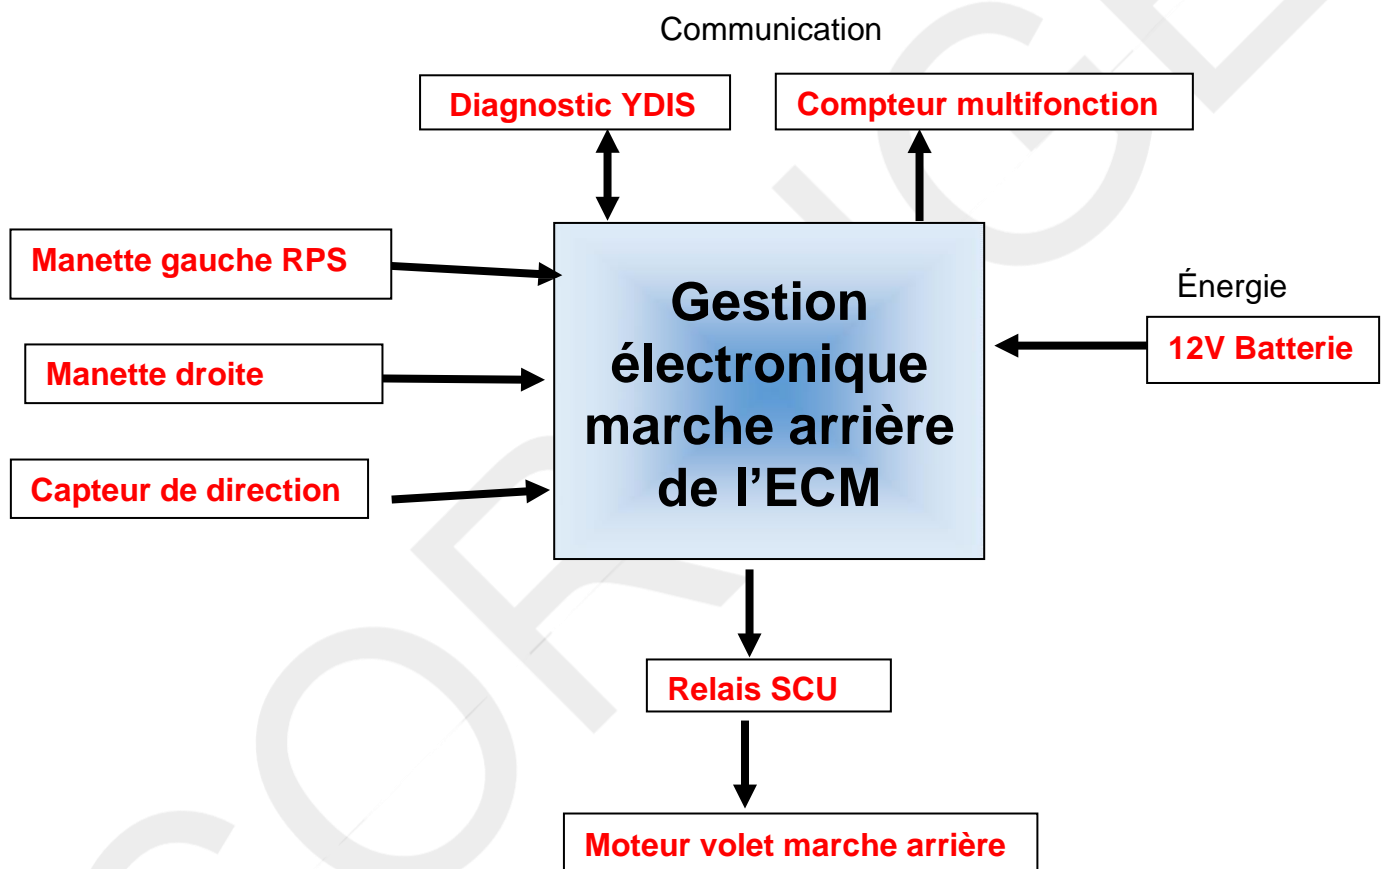 Communication
Diagnostic YDIS
Compteur multifonction
Manette gauche RPS
Énergie
Gestion
électronique
marche arrière
de l'ECM
12V Batterie
Manette droite
Capteur de direction
Relais SCU
Moteur volet marche arrière